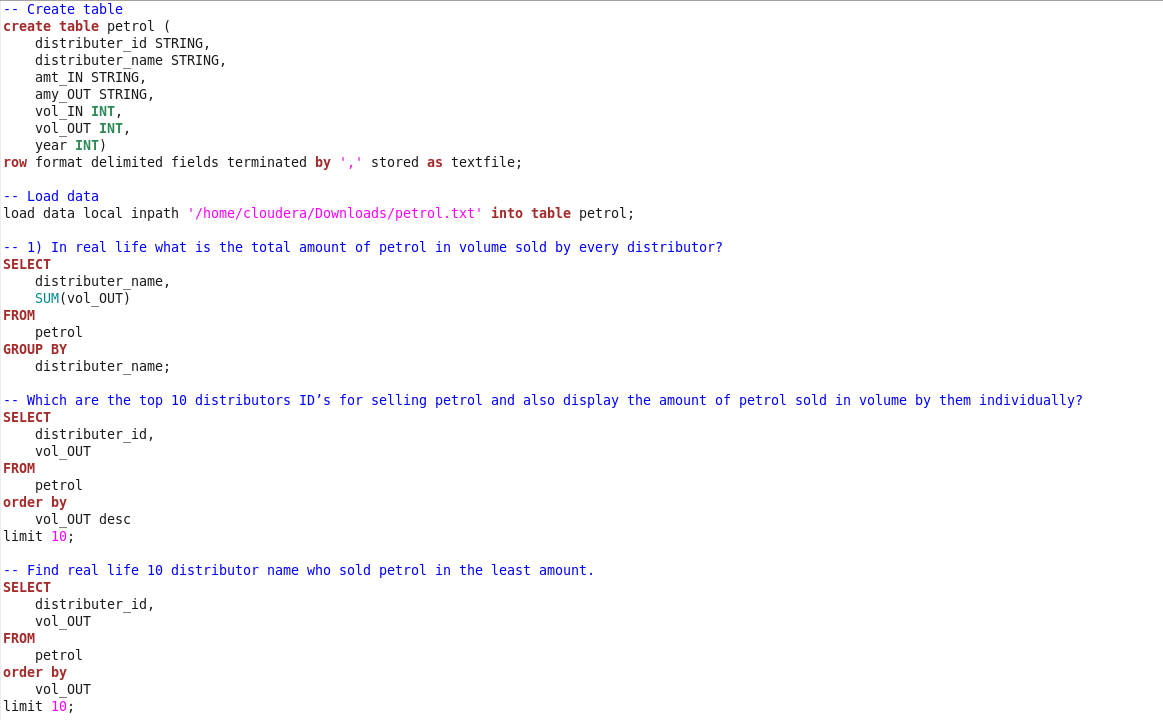 -- Create table
create table petrol (
    distributer_id STRING,
    distributer_name STRING,
    amt_IN STRING,
    amy_OUT STRING,
    vol_IN INT,
    vol_OUT INT,
    year INT)
row format delimited fields terminated by ',' stored as textfile;

-- Load data
load data local inpath '/home/cloudera/Downloads/petrol.txt' into table petrol;

-- 1) In real life what is the total amount of petrol in volume sold by every distributor?
SELECT
    distributer_name,
    SUM(vol_OUT)
FROM
    petrol
GROUP BY
    distributer_name;

-- Which are the top 10 distributors ID’s for selling petrol and also display the amount of petrol sold in volume by them individually?
SELECT
    distributer_id,
    vol_OUT
FROM
    petrol
order by
    vol_OUT desc
limit 10;

-- Find real life 10 distributor name who sold petrol in the least amount.
SELECT
    distributer_id,
    vol_OUT
FROM
    petrol
order by
    vol_OUT
limit 10;